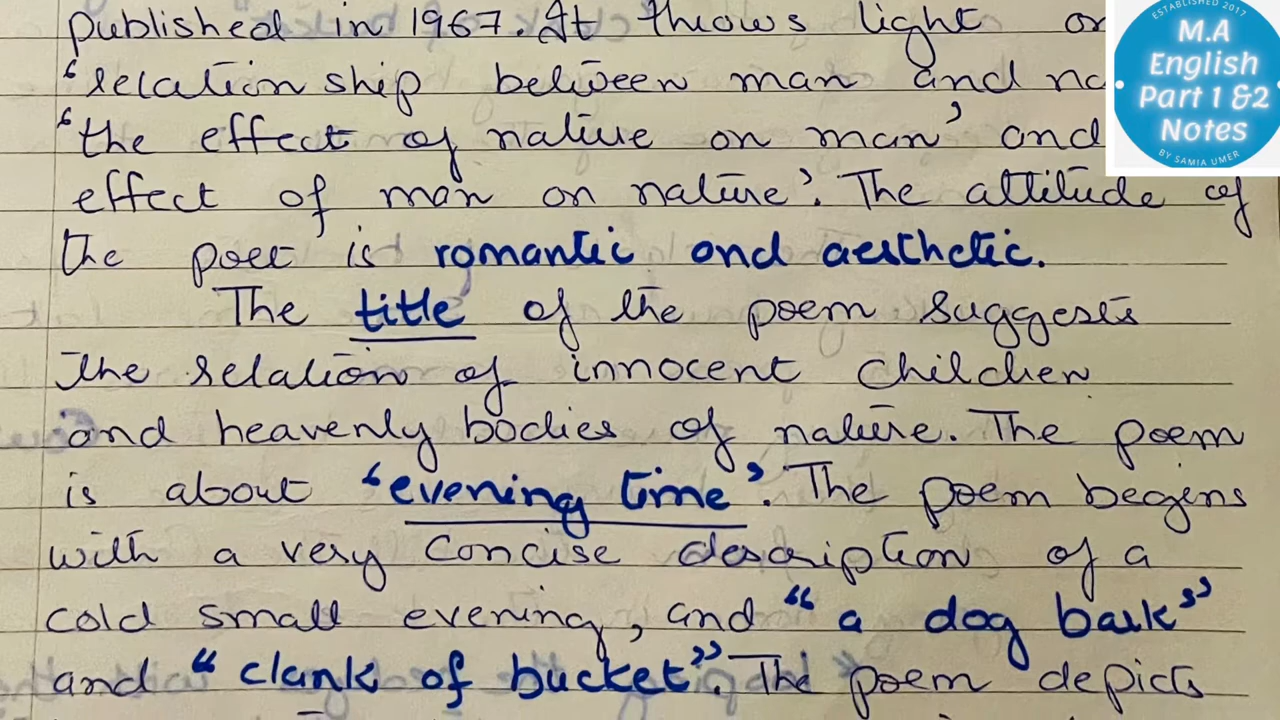 published in 1967. It throws light on
'relation ship between man and na
'the effect of nature on man' and
effect of man on nature'. The attitude of
the poet is romantic and aesthetic.
The title of the poem suggests
the relation of innocent children
and heavenly bodies of nature. The poem
is about 'evening time'. The poem begins
with a very concise description of a
cold small evening, and "a dog bark"
and "clank of bucket". The poem depicts
ESTABLISHED 2017
M.A
English
Part 1 &2
Notes
BY SAMIA UMER